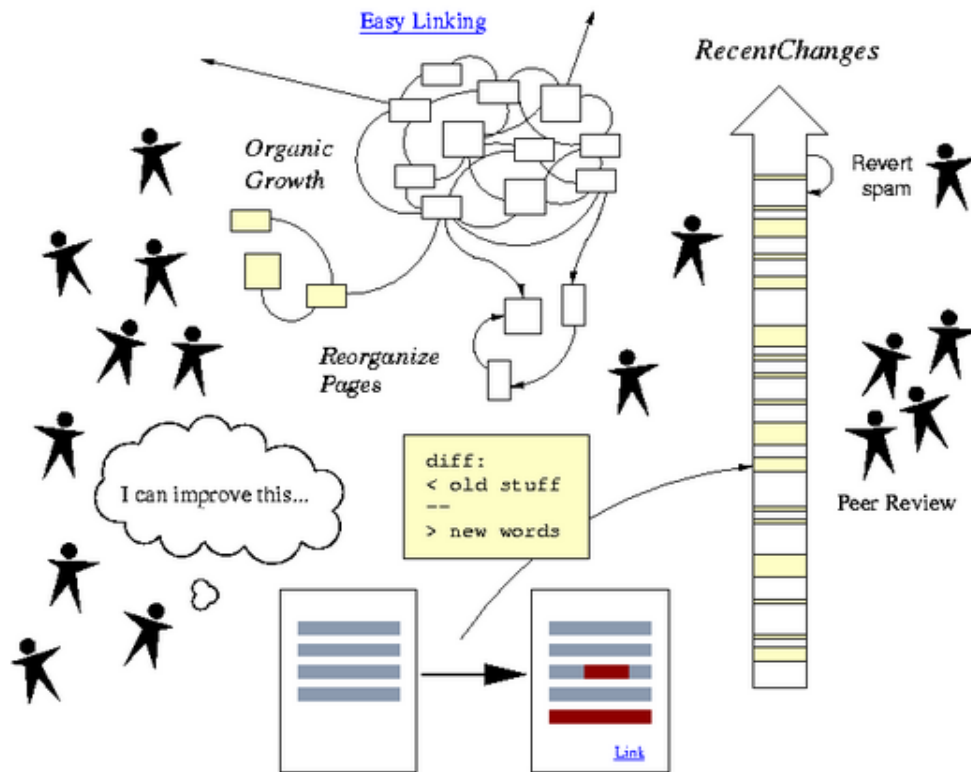 Easy Linking
RecentChanges
Organic
Growth
Revert
spam
Reorganize
Pages
I can improve this...
diff:
< old stuff
--
> new words
Peer Review
Link